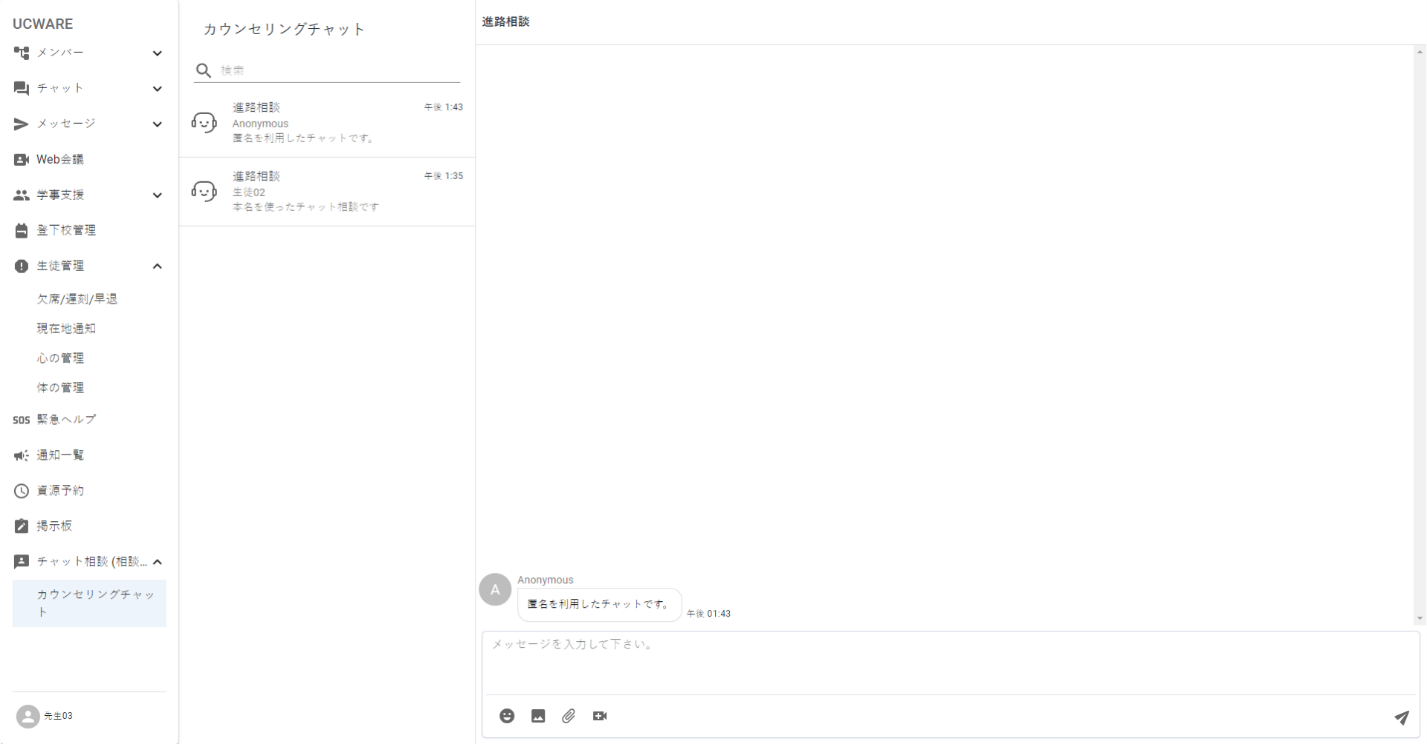 UCWARE
メンバー
チャット
メッセージ
Web会議
学事支援
登下校管理
生徒管理
欠席/遅刻/早退
現在地通知
心の管理
体の管理
SOS 緊急ヘルプ
通知一覧
資源予約
掲示板
チャット相談 (相談...
カウンセリングチャッ
ト
先生03
カウンセリングチャット
検索
進路相談 午後 1:43
Anonymous
匿名を利用したチャットです。
進路相談 午後 1:35
生徒02
本名を使ったチャット相談です
進路相談
A
Anonymous
匿名を利用したチャットです。 午後 01:43
メッセージを入力して下さい。